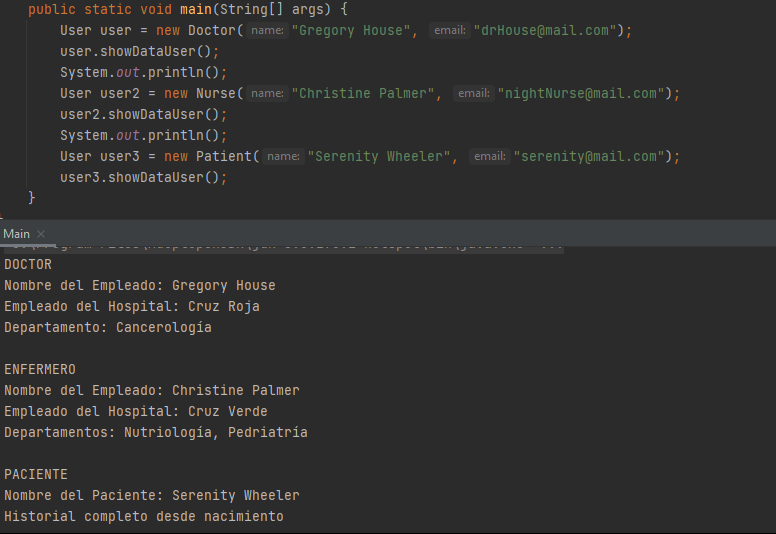 public static void main(String[] args) {
User user = new Doctor( name: "Gregory House", email: "drHouse@mail.com");
user.showDataUser();
System.out.println();
User user2 = new Nurse( name: "Christine Palmer", email: "nightNurse@mail.com");
user2.showDataUser();
System.out.println();
User user3 = new Patient( name: "Serenity Wheeler", email: "serenity@mail.com");
user3.showDataUser();
}
Main ×
DOCTOR
Nombre del Empleado: Gregory House
Empleado del Hospital: Cruz Roja
Departamento: Cancerología
ENFERMERO
Nombre del Empleado: Christine Palmer
Empleado del Hospital: Cruz Verde
Departamentos: Nutriología, Pedriatría
PACIENTE
Nombre del Paciente: Serenity Wheeler
Historial completo desde nacimiento